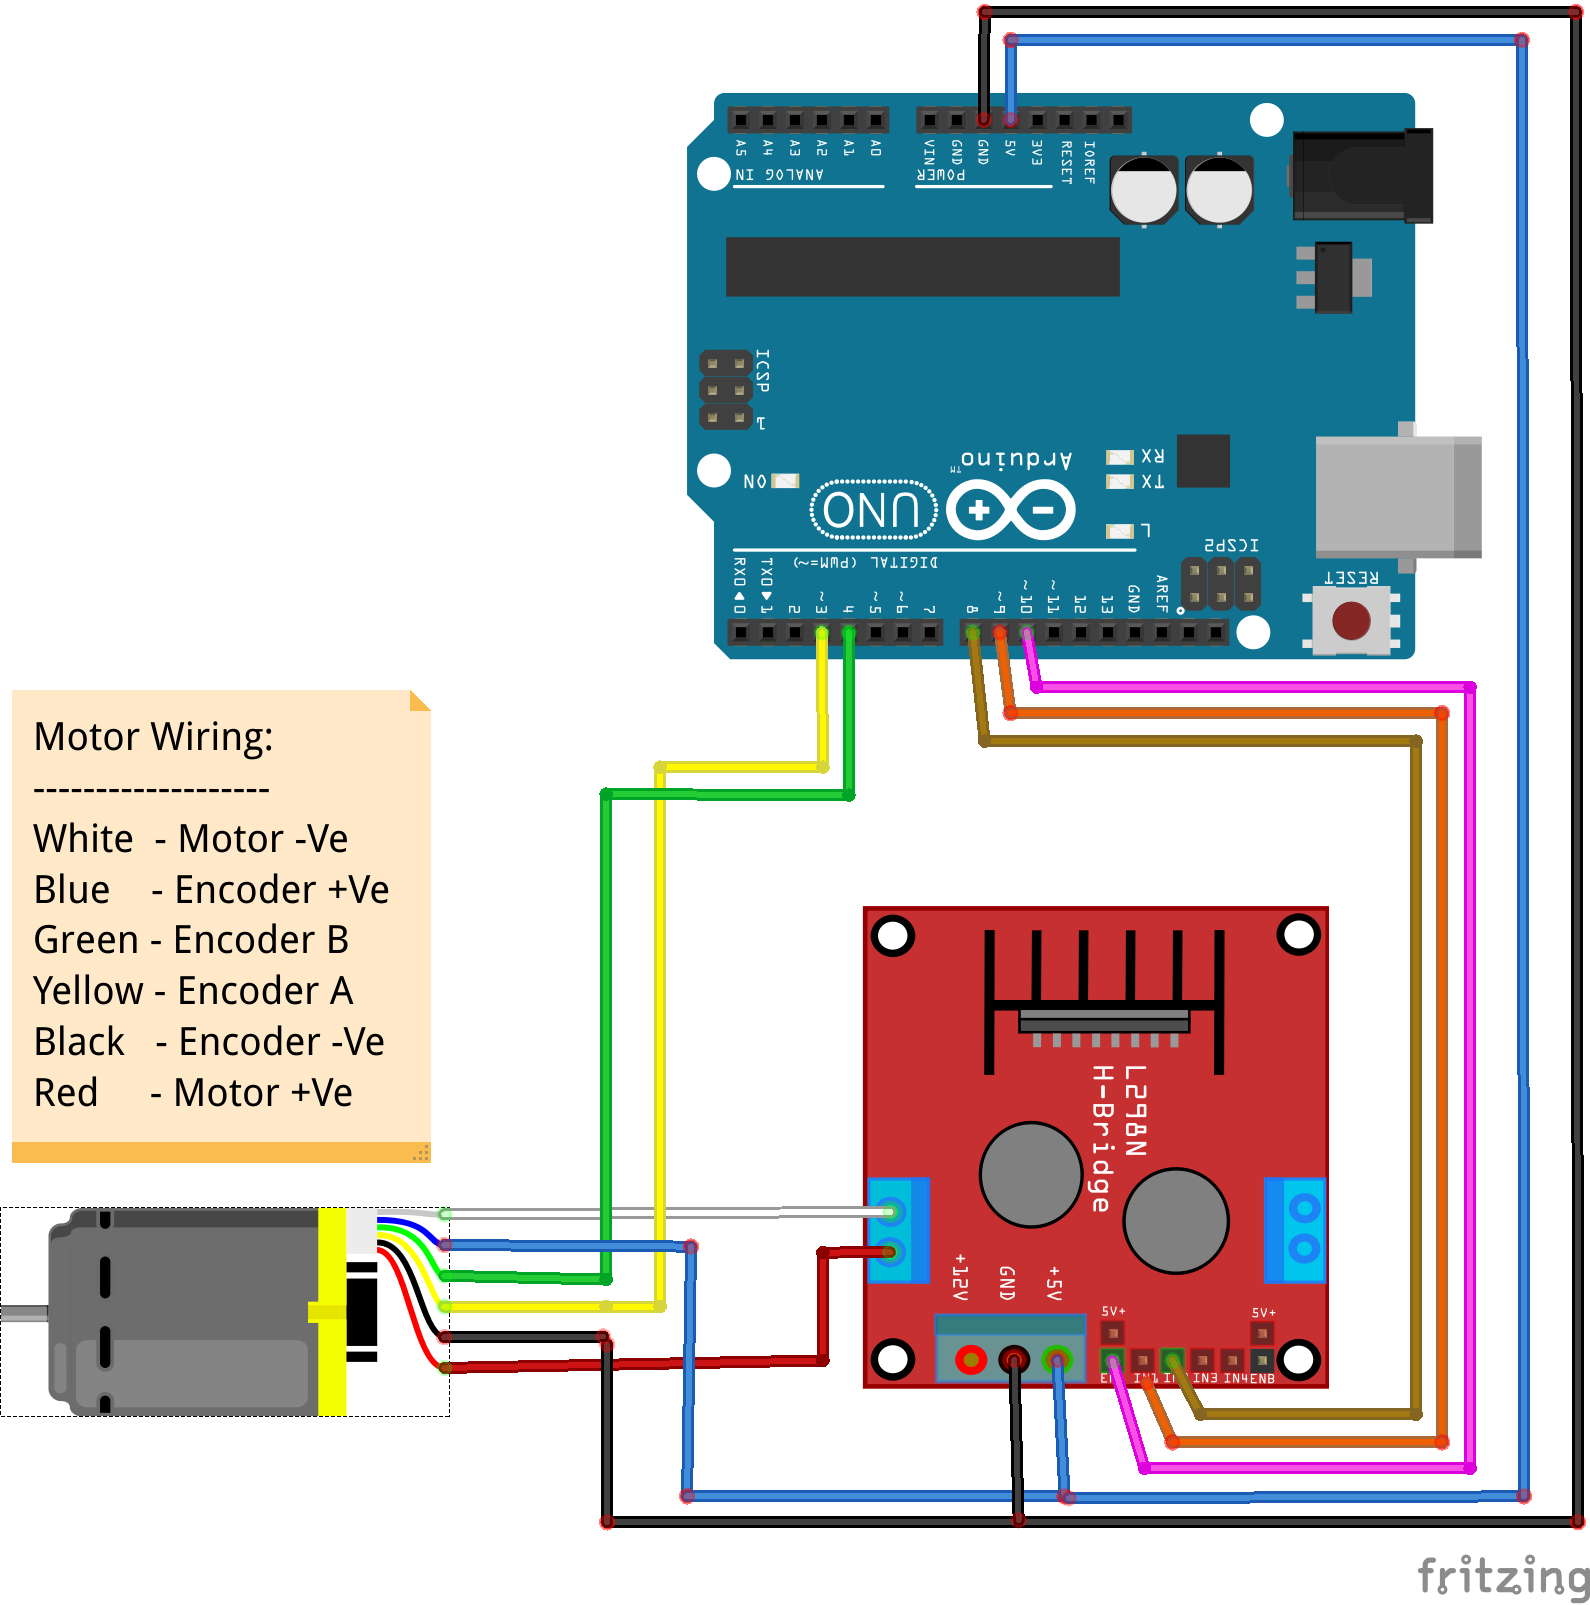 A5 A4 A3 A2 A1 A0
VIN GND GND 5V 3V3 RESET IOREF
ANALOG IN
POWER
ICSP
1
Arduino
TM
ON
UNO
RX
TX
L
ICSP2
DIGITAL (PWM=~)
RX0 TX0
RESET
0 1 2 ~3 4 ~5 ~6 7 8 ~9 ~10 ~11 12 13 GND AREF
Motor Wiring:
-------------------
White - Motor -Ve
Blue - Encoder +Ve
Green - Encoder B
Yellow - Encoder A
Black - Encoder -Ve
Red - Motor +Ve
L298N
H-Bridge
+12V GND +5V
5V+ 5V+
IN1 IN3 IN4 ENB
fritzing